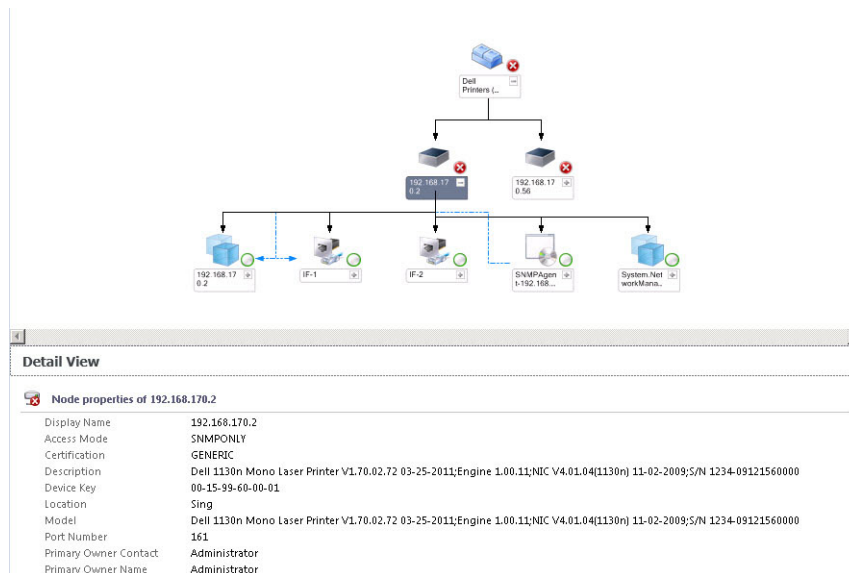 Dell
Printers (...
192.168.17
0.2
192.168.17
0.56
192.168.17
0.2
IF-1
IF-2
SNMPAgen
t-192.168...
System.Net
workMana...
Detail View
Node properties of 192.168.170.2
Display Name 192.168.170.2
Access Mode SNMPONLY
Certification GENERIC
Description Dell 1130n Mono Laser Printer V1.70.02.72 03-25-2011;Engine 1.00.11;NIC V4.01.04(1130n) 11-02-2009;S/N 1234-09121560000
Device Key 00-15-99-60-00-01
Location Sing
Model Dell 1130n Mono Laser Printer V1.70.02.72 03-25-2011;Engine 1.00.11;NIC V4.01.04(1130n) 11-02-2009;S/N 1234-09121560000
Port Number 161
Primary Owner Contact Administrator
Primary Owner Name Administrator